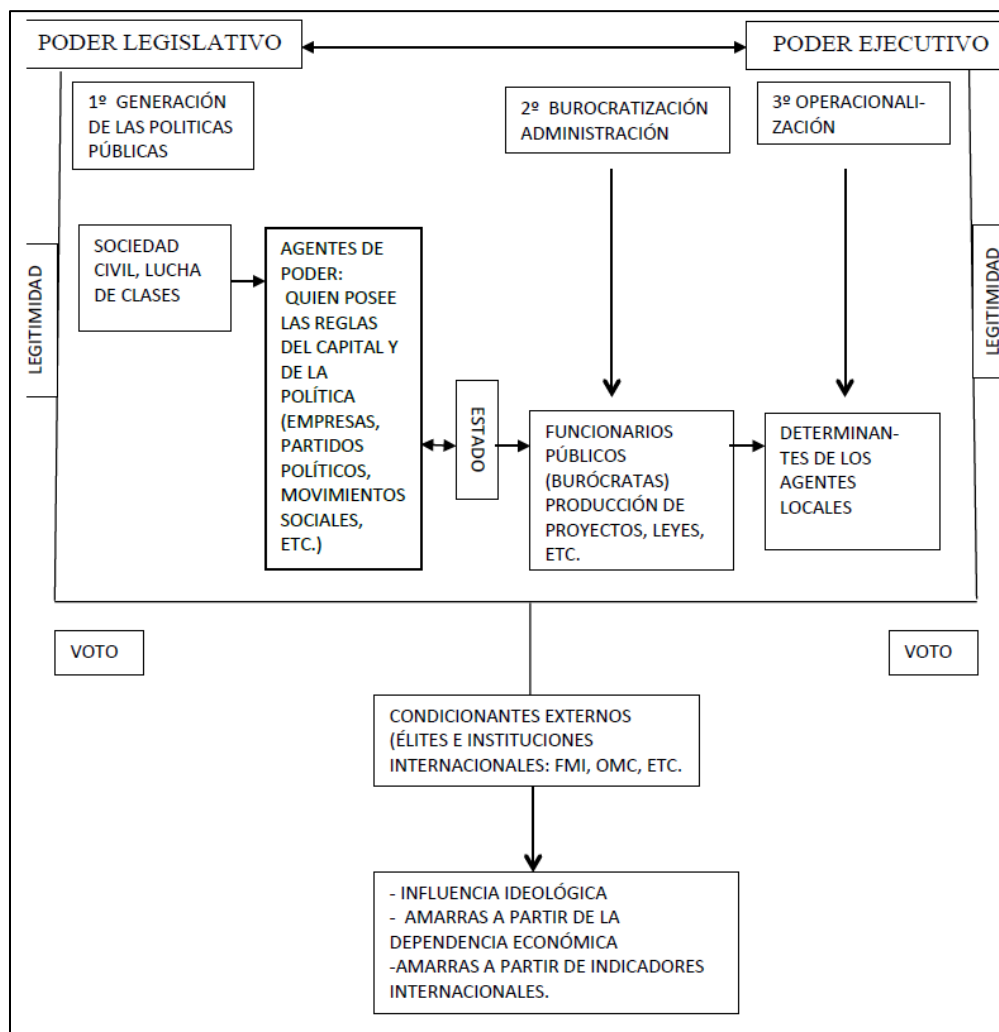 PODER LEGISLATIVO
PODER EJECUTIVO
1º GENERACIÓN
DE LAS POLITICAS
PÚBLICAS
2º BUROCRATIZACIÓN
ADMINISTRACIÓN
3º OPERACIONALI-
ZACIÓN
LEGITIMIDAD
SOCIEDAD
CIVIL, LUCHA
DE CLASES
AGENTES DE
PODER:
QUIEN POSEE
LAS REGLAS
DEL CAPITAL Y
DE LA
POLÍTICA
(EMPRESAS,
PARTIDOS
POLÍTICOS,
MOVIMIENTOS
SOCIALES,
ETC.)
ESTADO
FUNCIONARIOS
PÚBLICOS
(BURÓCRATAS)
PRODUCCIÓN DE
PROYECTOS, LEYES,
ETC.
DETERMINAN-
TES DE LOS
AGENTES
LOCALES
LEGITIMIDAD
VOTO
VOTO
CONDICIONANTES EXTERNOS
(ÉLITES E INSTITUCIONES
INTERNACIONALES: FMI, OMC, ETC.
- INFLUENCIA IDEOLÓGICA
- AMARRAS A PARTIR DE LA
DEPENDENCIA ECONÓMICA
-AMARRAS A PARTIR DE INDICADORES
INTERNACIONALES.